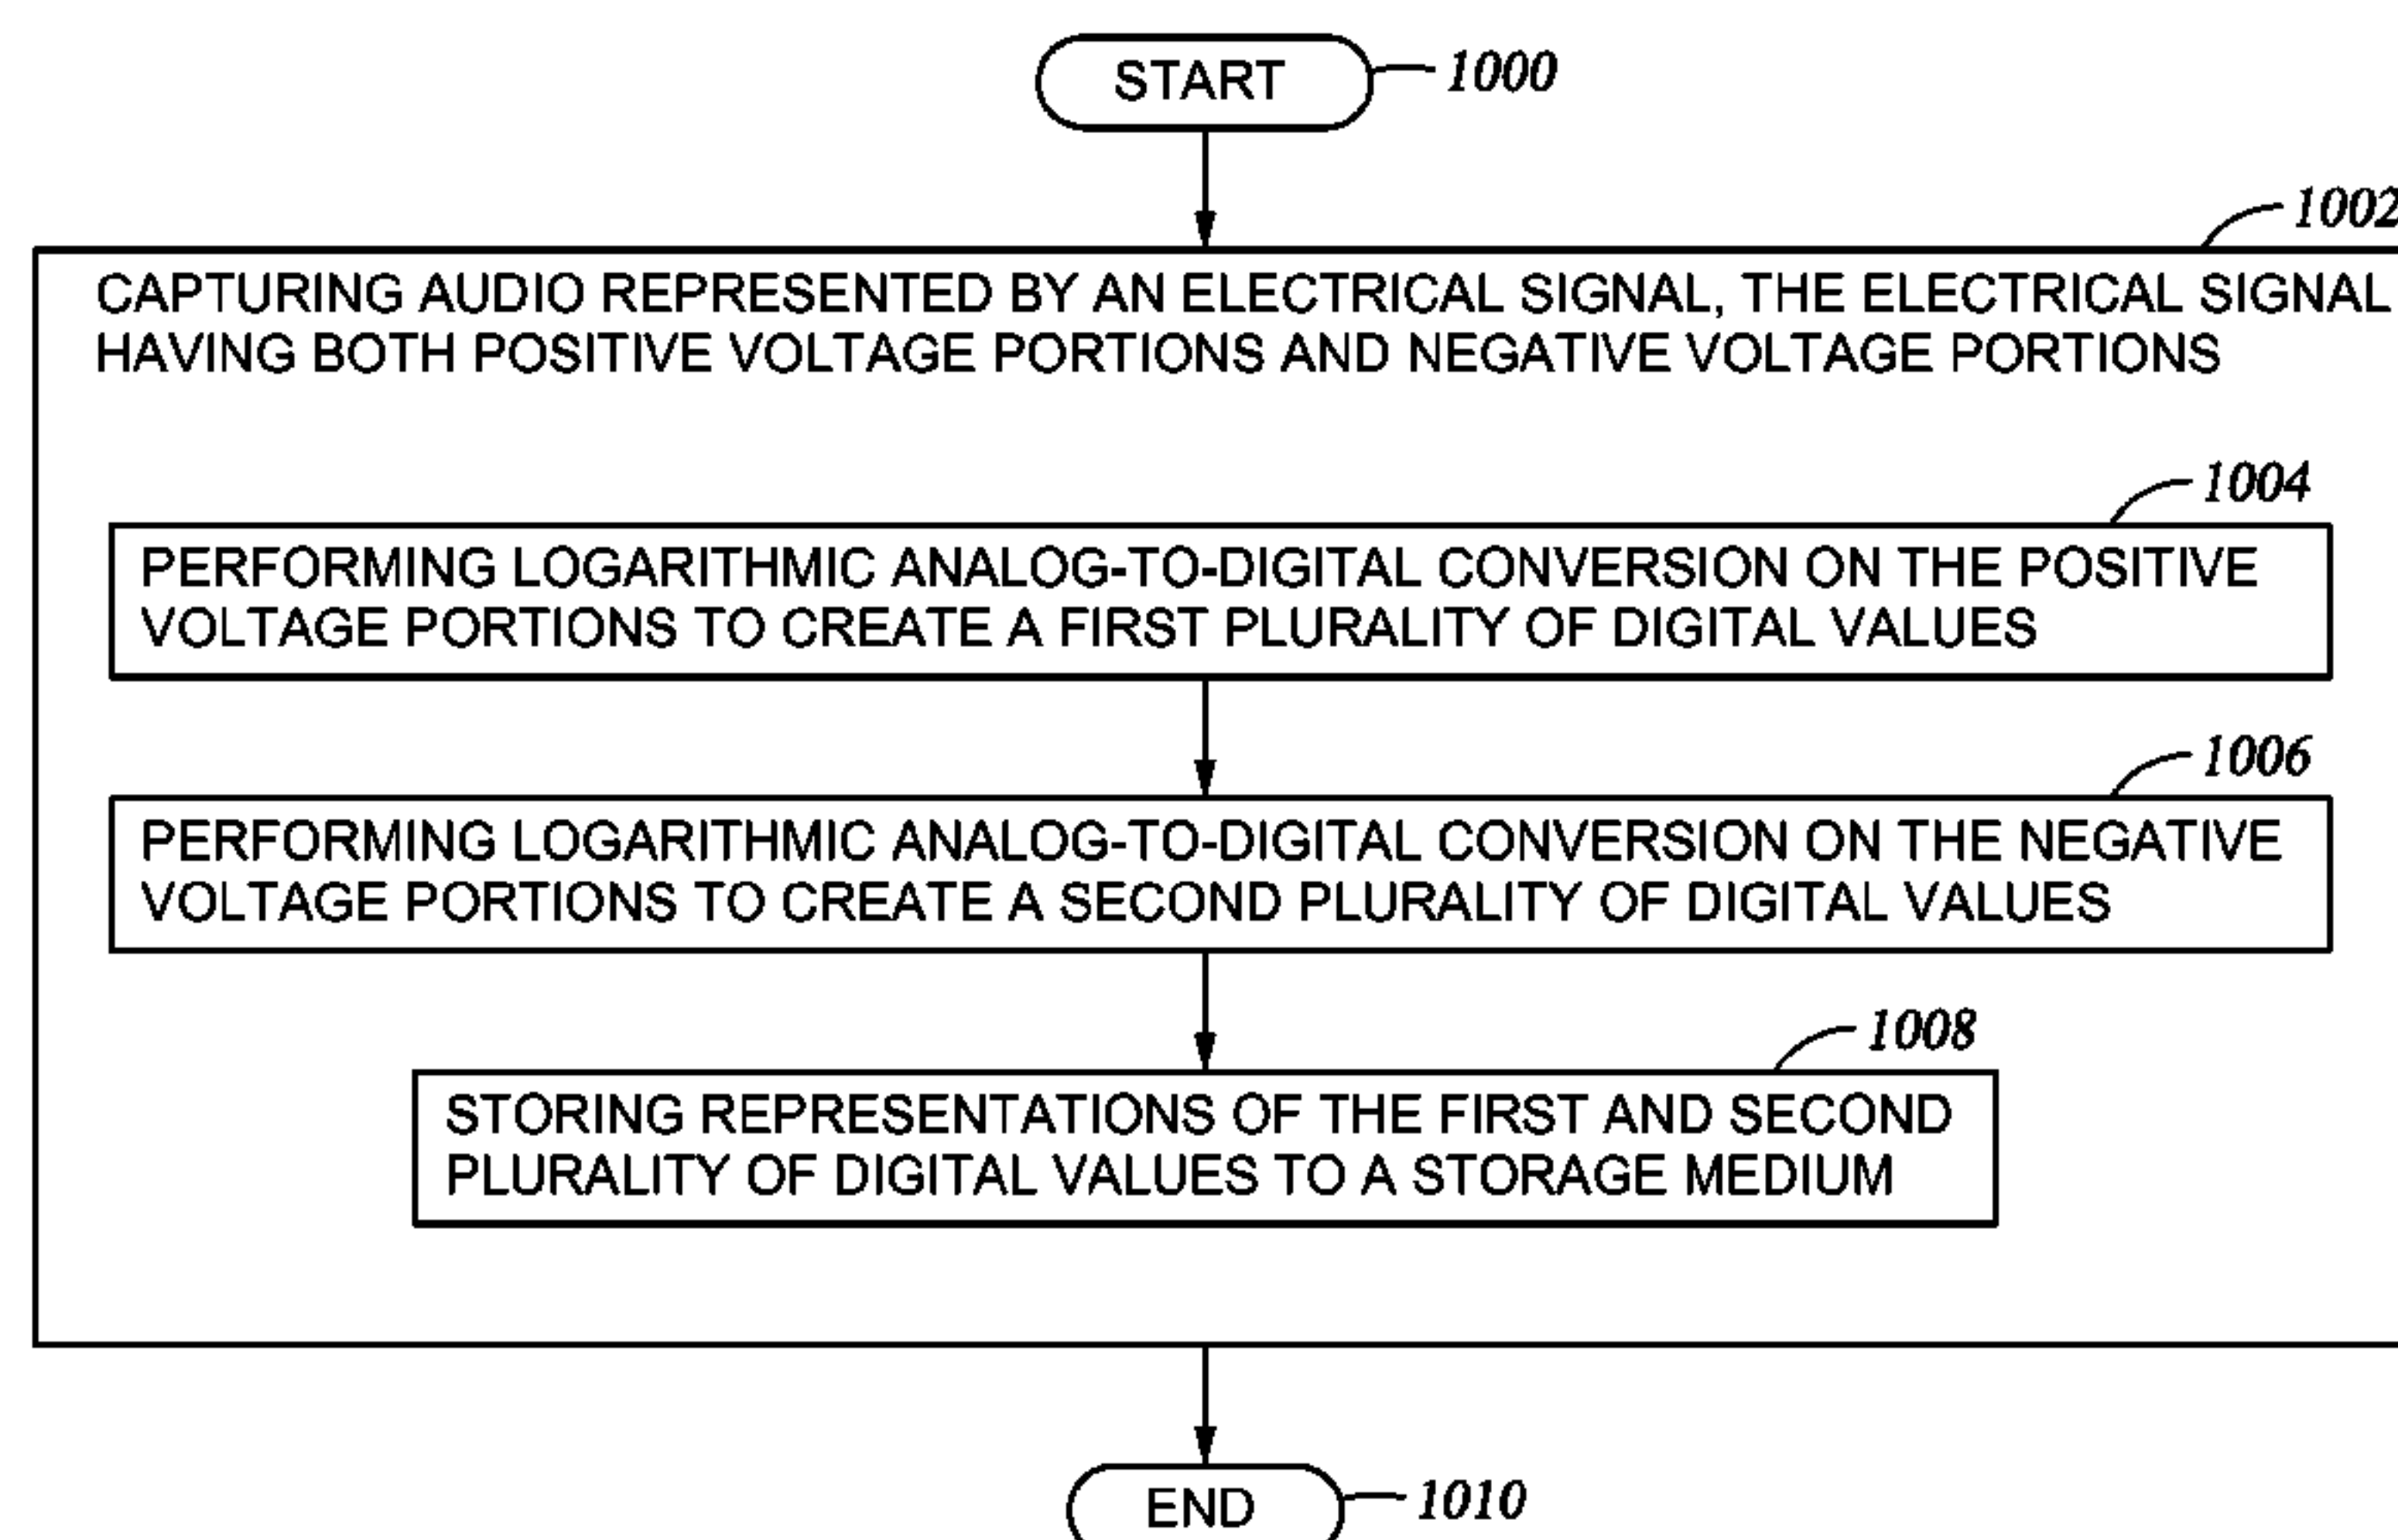 START 1000
1002
CAPTURING AUDIO REPRESENTED BY AN ELECTRICAL SIGNAL, THE ELECTRICAL SIGNAL
HAVING BOTH POSITIVE VOLTAGE PORTIONS AND NEGATIVE VOLTAGE PORTIONS
1004
PERFORMING LOGARITHMIC ANALOG-TO-DIGITAL CONVERSION ON THE POSITIVE
VOLTAGE PORTIONS TO CREATE A FIRST PLURALITY OF DIGITAL VALUES
1006
PERFORMING LOGARITHMIC ANALOG-TO-DIGITAL CONVERSION ON THE NEGATIVE
VOLTAGE PORTIONS TO CREATE A SECOND PLURALITY OF DIGITAL VALUES
1008
STORING REPRESENTATIONS OF THE FIRST AND SECOND
PLURALITY OF DIGITAL VALUES TO A STORAGE MEDIUM
END 1010